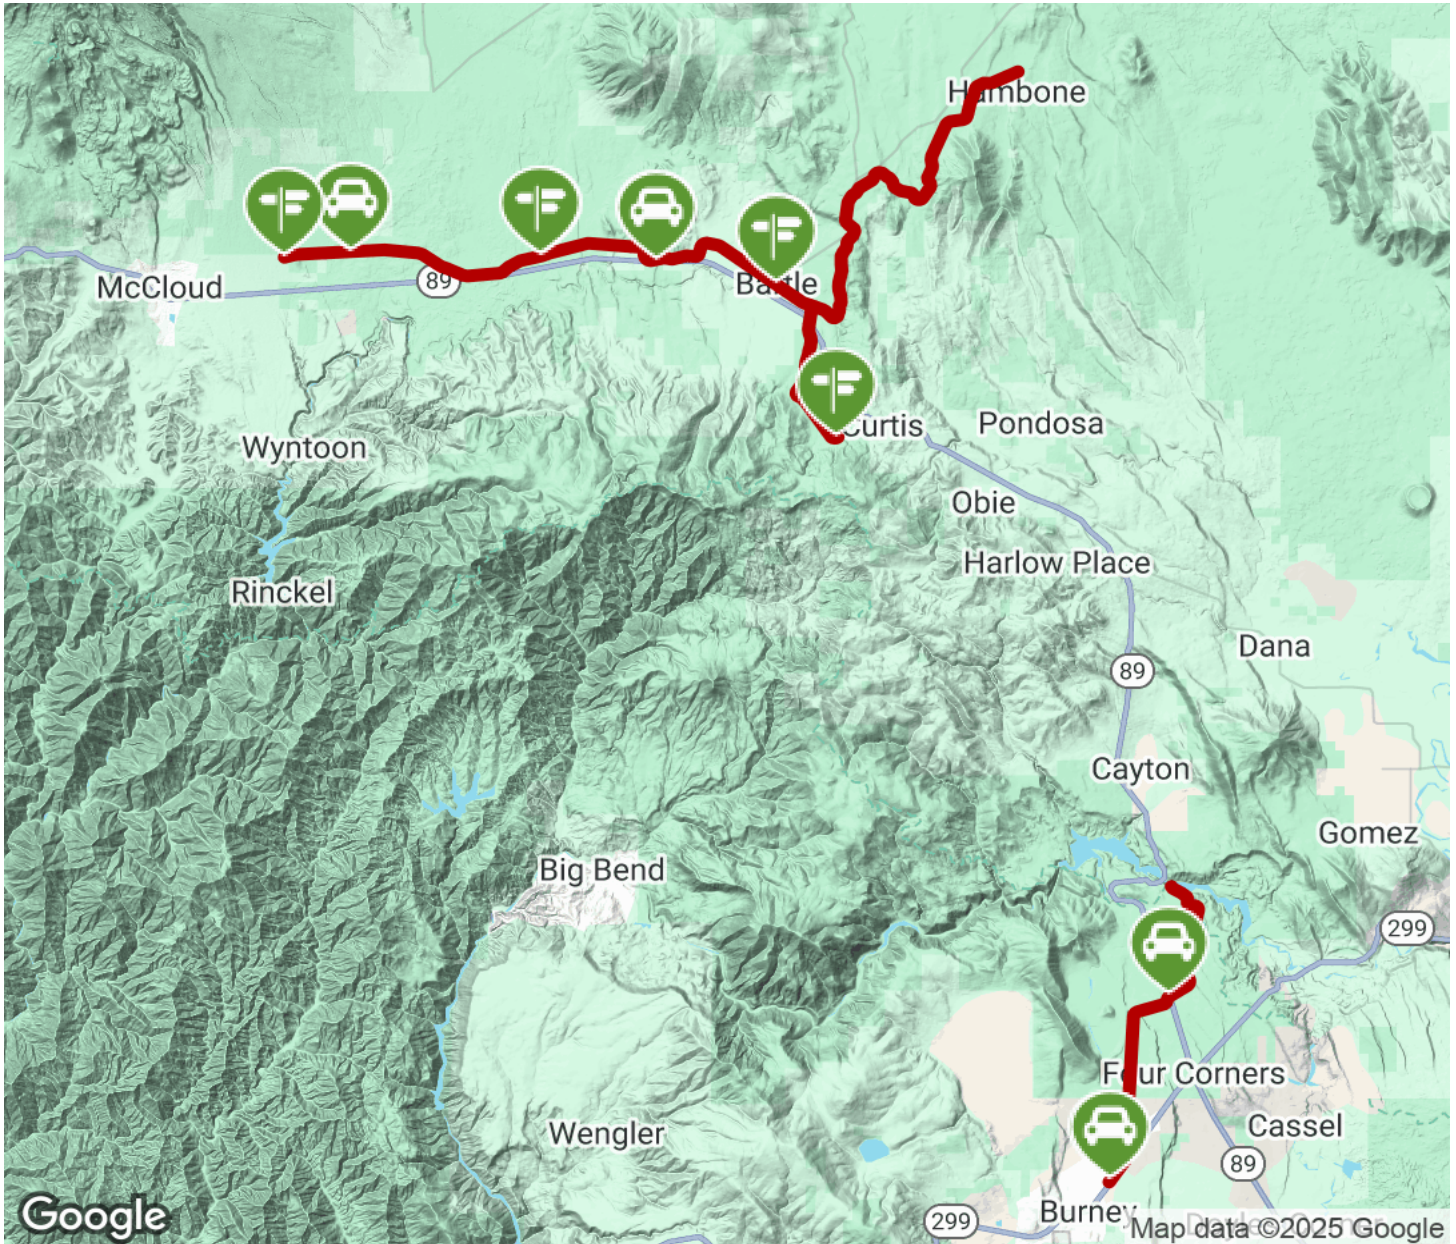 Hambone
McCloud
89
Bartle
Curtis
Pondosa
Wyntoon
Obie
Harlow Place
Rinckel
Dana
89
Cayton
Gomez
Big Bend
299
Four Corners
Wengler
Cassel
89
Burney
299
Google
Map data ©2025 Google